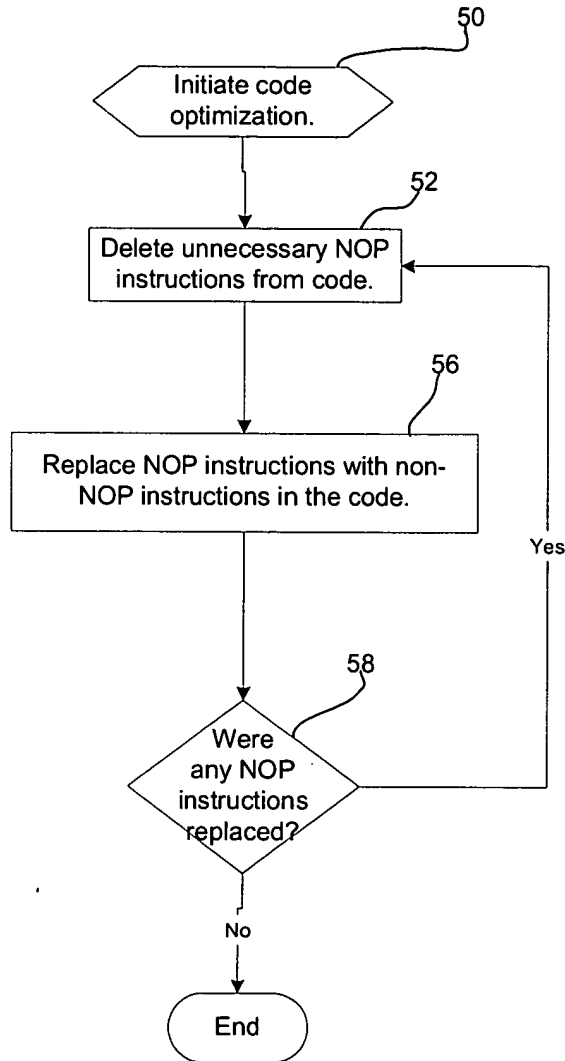 50
Initiate code
optimization.
52
Delete unnecessary NOP
instructions from code.
56
Replace NOP instructions with non-
NOP instructions in the code.
Yes
58
Were
any NOP
instructions
replaced?
No
End